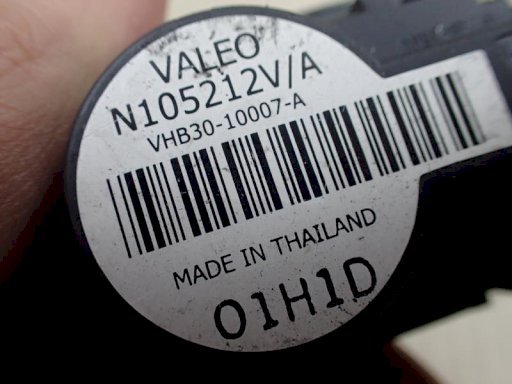 VALEO
N105212V/A
VHB30-10007-A
MADE IN THAILAND
01H1D